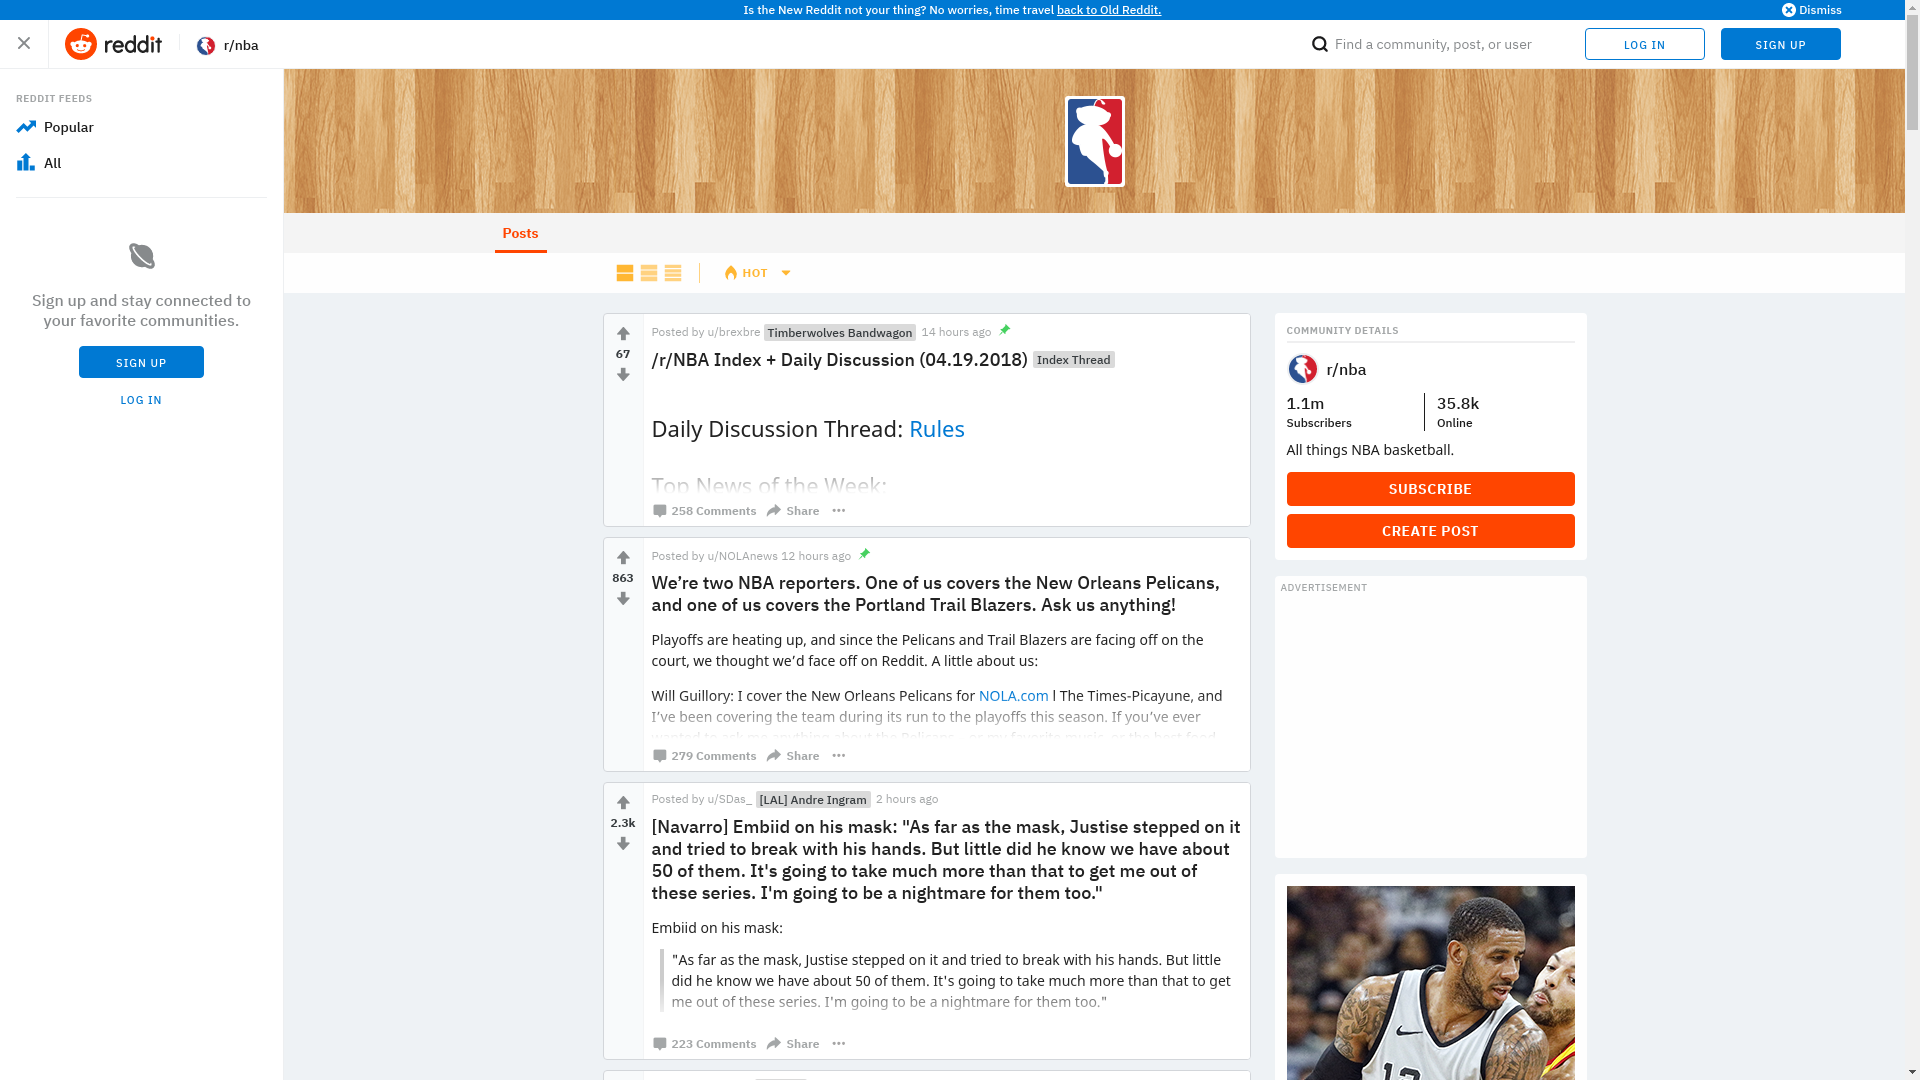 Is the New Reddit not your thing? No worries, time travel back to Old Reddit.
Dismiss
reddit
r/nba
Find a community, post, or user
LOG IN
SIGN UP
REDDIT FEEDS
Popular
All
Sign up and stay connected to
your favorite communities.
SIGN UP
LOG IN
Posts
HOT
Posted by u/brexbre Timberwolves Bandwagon 14 hours ago
67
/r/NBA Index + Daily Discussion (04.19.2018) Index Thread
Daily Discussion Thread: Rules
Top News of the Week:
258 Comments Share
Posted by u/NOLAnews 12 hours ago
863
We’re two NBA reporters. One of us covers the New Orleans Pelicans,
and one of us covers the Portland Trail Blazers. Ask us anything!
Playoffs are heating up, and since the Pelicans and Trail Blazers are facing off on the
court, we thought we’d face off on Reddit. A little about us:
Will Guillory: I cover the New Orleans Pelicans for NOLA.com l The Times-Picayune, and
I’ve been covering the team during its run to the playoffs this season. If you’ve ever
wanted to ask me anything about the Pelicans
279 Comments Share
Posted by u/SDas_ [LAL] Andre Ingram 2 hours ago
2.3k
[Navarro] Embiid on his mask: "As far as the mask, Justise stepped on it
and tried to break with his hands. But little did he know we have about
50 of them. It's going to take much more than that to get me out of
these series. I'm going to be a nightmare for them too."
Embiid on his mask:
"As far as the mask, Justise stepped on it and tried to break with his hands. But little
did he know we have about 50 of them. It's going to take much more than that to get
me out of these series. I'm going to be a nightmare for them too."
223 Comments Share
COMMUNITY DETAILS
r/nba
1.1m
Subscribers
35.8k
Online
All things NBA basketball.
SUBSCRIBE
CREATE POST
ADVERTISEMENT
12